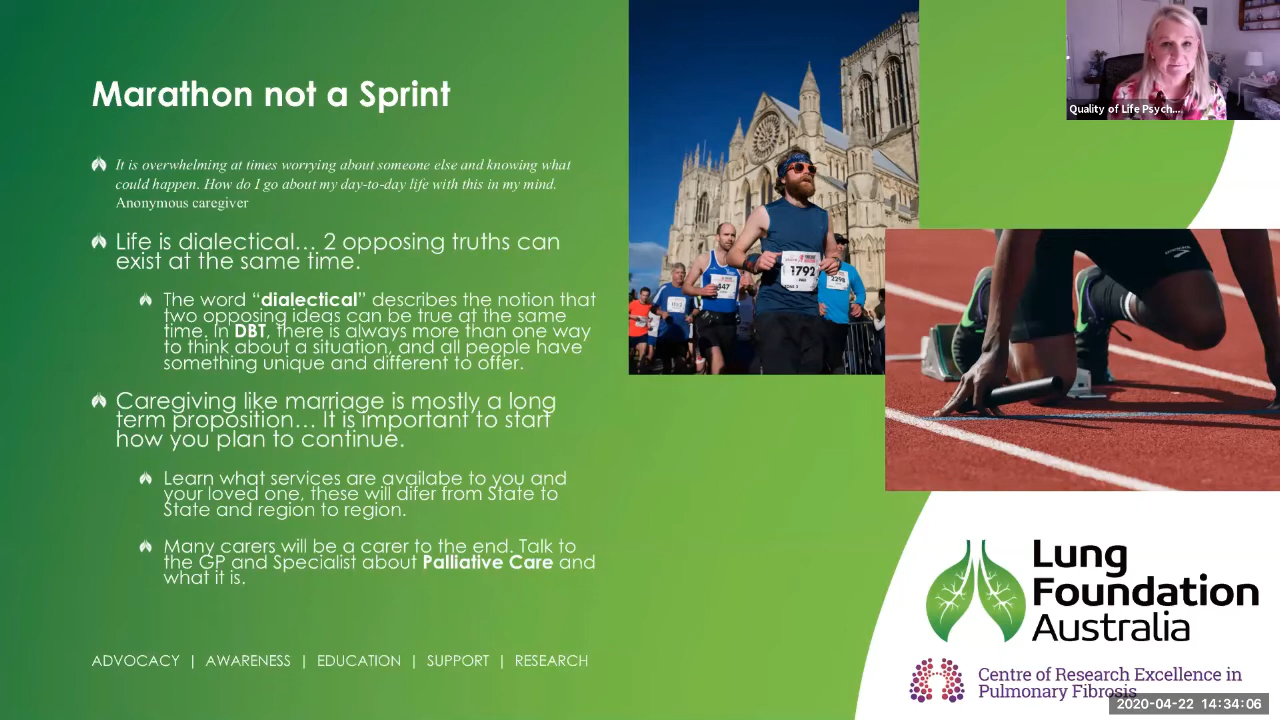 Marathon not a Sprint
It is overwhelming at times worrying about someone else and knowing what
could happen. How do I go about my day-to-day life with this in my mind.
Anonymous caregiver
Life is dialectical... 2 opposing truths can
exist at the same time.
The word “dialectical” describes the notion that
two opposing ideas can be true at the same
time. In DBT, there is always more than one way
to think about a situation, and all people have
something unique and different to offer.
Caregiving like marriage is mostly a long
term proposition... It is important to start
how you plan to continue.
Learn what services are availabe to you and
your loved one, these will difer from State to
State and region to region.
Many carers will be a carer to the end. Talk to
the GP and Specialist about Palliative Care and
what it is.
ADVOCACY | AWARENESS | EDUCATION | SUPPORT | RESEARCH
1792
447
2298
Quality of Life Psych....
Lung
Foundation
Australia
Centre of Research Excellence in
Pulmonary Fibrosis
2020-04-22 14:34:06